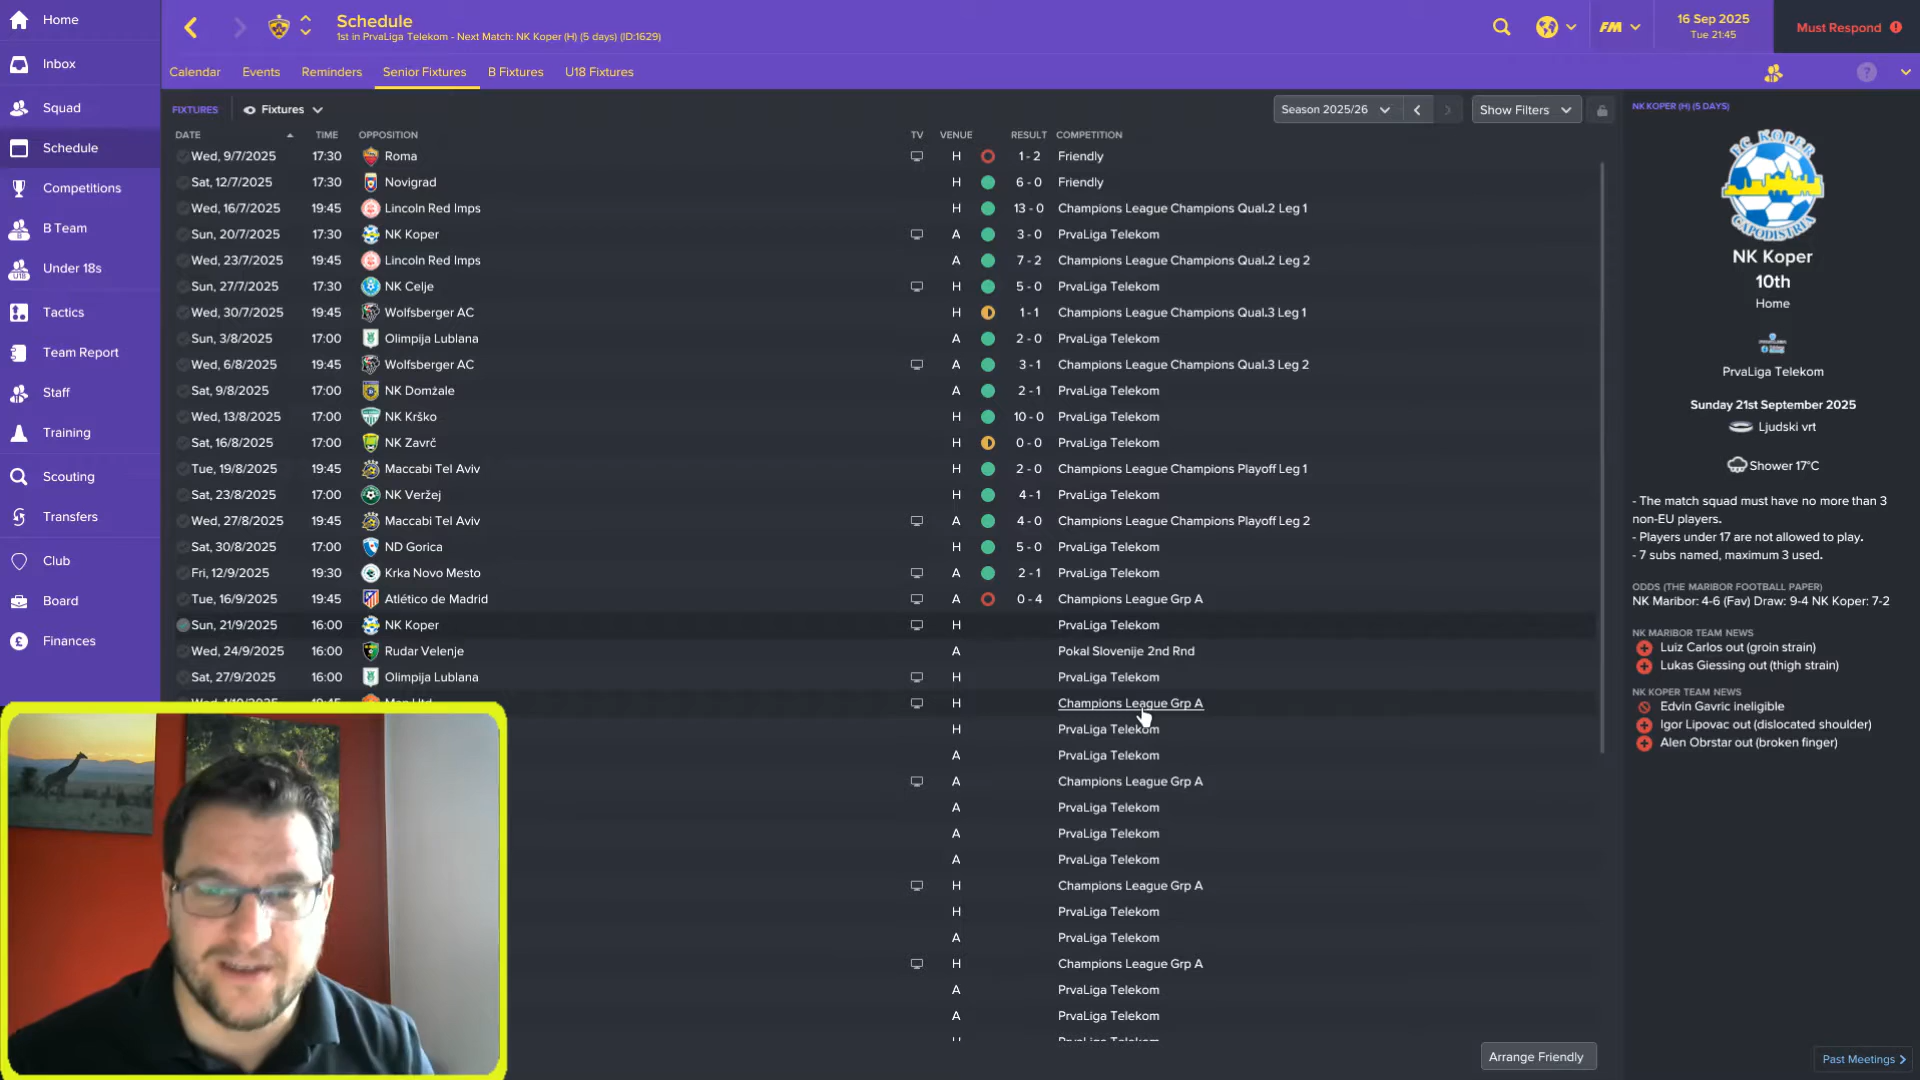 Home
Inbox
Squad
Schedule
Competitions
B Team
Under 18s
Tactics
Team Report
Staff
Training
Scouting
Transfers
Club
Board
Finances
Schedule
1st in PrvaLiga Telekom - Next Match: NK Koper (H) (5 days) (ID:1629)
FM
16 Sep 2025
Tue 21:45
Must Respond
Calendar Events Reminders Senior Fixtures B Fixtures U18 Fixtures
FIXTURES Fixtures Season 2025/26 Show Filters
DATE TIME OPPOSITION TV VENUE RESULT COMPETITION
Wed, 9/7/2025 17:30 Roma H 1 - 2 Friendly
Sat, 12/7/2025 17:30 Novigrad H 6 - 0 Friendly
Wed, 16/7/2025 19:45 Lincoln Red Imps H 13 - 0 Champions League Champions Qual.2 Leg 1
Sun, 20/7/2025 17:30 NK Koper A 3 - 0 PrvaLiga Telekom
Wed, 23/7/2025 19:45 Lincoln Red Imps A 7 - 2 Champions League Champions Qual.2 Leg 2
Sun, 27/7/2025 17:30 NK Celje H 5 - 0 PrvaLiga Telekom
Wed, 30/7/2025 19:45 Wolfsberger AC H 1 - 1 Champions League Champions Qual.3 Leg 1
Sun, 3/8/2025 17:00 Olimpija Lublana A 2 - 0 PrvaLiga Telekom
Wed, 6/8/2025 19:45 Wolfsberger AC A 3 - 1 Champions League Champions Qual.3 Leg 2
Sat, 9/8/2025 17:00 NK Domžale A 2 - 1 PrvaLiga Telekom
Wed, 13/8/2025 17:00 NK Krško H 10 - 0 PrvaLiga Telekom
Sat, 16/8/2025 17:00 NK Zavrč H 0 - 0 PrvaLiga Telekom
Tue, 19/8/2025 19:45 Maccabi Tel Aviv H 2 - 0 Champions League Champions Playoff Leg 1
Sat, 23/8/2025 17:00 NK Veržej H 4 - 1 PrvaLiga Telekom
Wed, 27/8/2025 19:45 Maccabi Tel Aviv A 4 - 0 Champions League Champions Playoff Leg 2
Sat, 30/8/2025 17:00 ND Gorica H 5 - 0 PrvaLiga Telekom
Fri, 12/9/2025 19:30 Krka Novo Mesto A 2 - 1 PrvaLiga Telekom
Tue, 16/9/2025 19:45 Atlético de Madrid A 0 - 4 Champions League Grp A
Sun, 21/9/2025 16:00 NK Koper H PrvaLiga Telekom
Wed, 24/9/2025 16:00 Rudar Velenje A Pokal Slovenije 2nd Rnd
Sat, 27/9/2025 16:00 Olimpija Lublana H PrvaLiga Telekom
H Champions League Grp A
H PrvaLiga Telekom
A PrvaLiga Telekom
A Champions League Grp A
A PrvaLiga Telekom
A PrvaLiga Telekom
A PrvaLiga Telekom
H Champions League Grp A
H PrvaLiga Telekom
A PrvaLiga Telekom
H Champions League Grp A
A PrvaLiga Telekom
A PrvaLiga Telekom
Arrange Friendly
NK KOPER (H) (5 DAYS)
FC KOPER
CAPODISTRIA
NK Koper
10th
Home
PrvaLiga Telekom
Sunday 21st September 2025
Ljudski vrt
Shower 17°C
- The match squad must have no more than 3
non-EU players.
- Players under 17 are not allowed to play.
- 7 subs named, maximum 3 used.
ODDS (THE MARIBOR FOOTBALL PAPER)
NK Maribor: 4-6 (Fav) Draw: 9-4 NK Koper: 7-2
NK MARIBOR TEAM NEWS
Luiz Carlos out (groin strain)
Lukas Giessing out (thigh strain)
NK KOPER TEAM NEWS
Edvin Gavric ineligible
Igor Lipovac out (dislocated shoulder)
Alen Obrstar out (broken finger)
Past Meetings